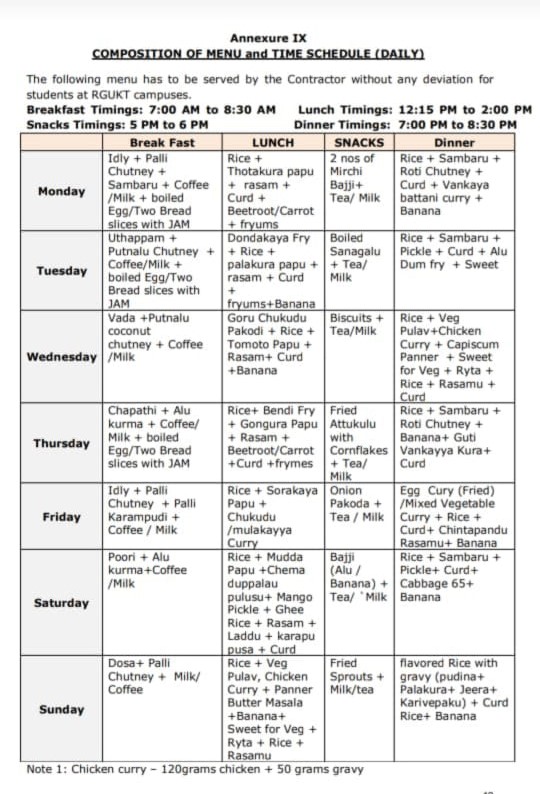 Annexure IX
COMPOSITION OF MENU and TIME SCHEDULE (DAILY)
The following menu has to be served by the Contractor without any deviation for
students at RGUKT campuses.
Breakfast Timings: 7:00 AM to 8:30 AM Lunch Timings: 12:15 PM to 2:00 PM
Snacks Timings: 5 PM to 6 PM Dinner Timings: 7:00 PM to 8:30 PM
Break Fast LUNCH SNACKS Dinner
Monday
Idly + Palli
Chutney +
Sambaru + Coffee
/Milk + boiled
Egg/Two Bread
slices with JAM
Rice +
Thotakura papu
+ rasam +
Curd +
Beetroot/Carrot
+ fryums
2 nos of
Mirchi
Bajji+
Tea/ Milk
Rice + Sambaru +
Roti Chutney +
Curd + Vankaya
battani curry +
Banana
Tuesday
Uthappam +
Putnalu Chutney +
Coffee/Milk +
boiled Egg/Two
Bread slices with
JAM
Dondakaya Fry
+ Rice +
palakura papu +
rasam + Curd
+
fryums+Banana
Boiled
Sanagalu
+ Tea/
Milk
Rice + Sambaru +
Pickle + Curd + Alu
Dum fry + Sweet
Wednesday
Vada +Putnalu
coconut
chutney + Coffee
/Milk
Goru Chukudu
Pakodi + Rice +
Tomoto Papu +
Rasam+ Curd
+Banana
Biscuits +
Tea/Milk
Rice + Veg
Pulav+Chicken
Curry + Capiscum
Panner + Sweet
for Veg + Ryta +
Rice + Rasamu +
Curd
Thursday
Chapathi + Alu
kurma + Coffee/
Milk + boiled
Egg/Two Bread
slices with JAM
Rice+ Bendi Fry
+ Gongura Papu
+ Rasam +
Beetroot/Carrot
+Curd +frymes
Fried
Attukulu
with
Cornflakes
+ Tea/
Milk
Rice + Sambaru +
Roti Chutney +
Banana+ Guti
Vankayya Kura+
Curd
Friday
Idly + Palli
Chutney + Palli
Karampudi +
Coffee / Milk
Rice + Sorakaya
Papu +
Chukudu
/mulakayya
Curry
Onion
Pakoda +
Tea / Milk
Egg Cury (Fried)
/Mixed Vegetable
Curry + Rice +
Curd+ Chintapandu
Rasamu+ Banana
Saturday
Poori + Alu
kurma+Coffee
/Milk
Rice + Mudda
Papu +Chema
duppalau
pulusu+ Mango
Pickle + Ghee
Rice + Rasam +
Laddu + karapu
pusa + Curd
Bajji
(Alu /
Banana) +
Tea/ `Milk
Rice + Sambaru +
Pickle+ Curd+
Cabbage 65+
Banana
Sunday
Dosa+ Palli
Chutney + Milk/
Coffee
Rice + Veg
Pulav, Chicken
Curry + Panner
Butter Masala
+Banana+
Sweet for Veg +
Ryta + Rice +
Rasamu
Fried
Sprouts +
Milk/tea
flavored Rice with
gravy (pudina+
Palakura+ Jeera+
Karivepaku) + Curd
Rice+ Banana
Note 1: Chicken curry – 120grams chicken + 50 grams gravy